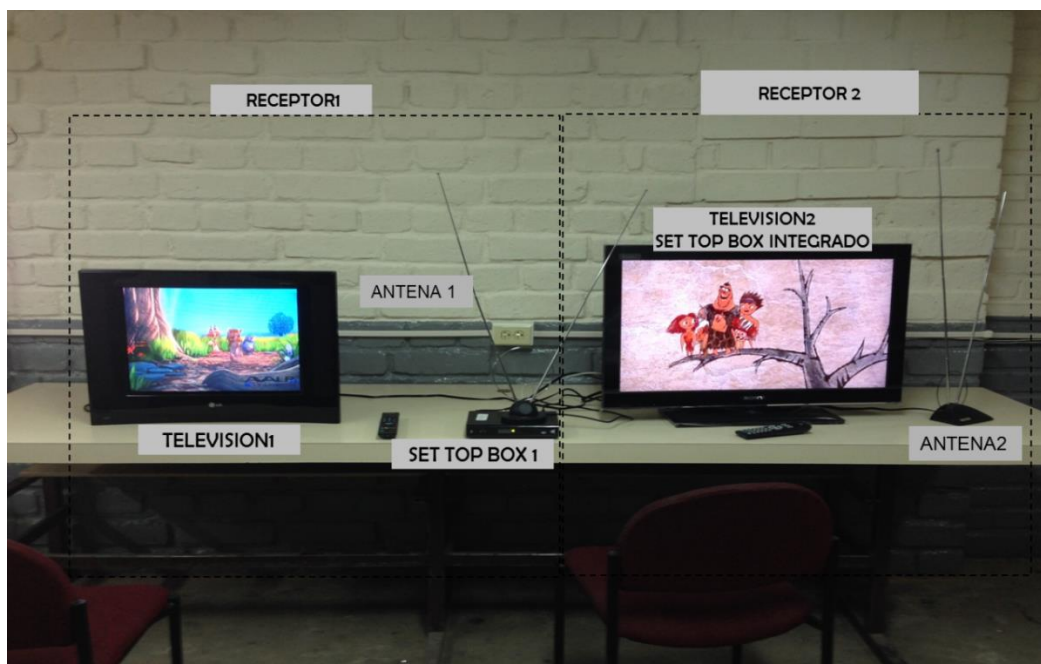 RECEPTOR1
RECEPTOR 2
TELEVISION2
SET TOP BOX INTEGRADO
ANTENA 1
TELEVISION1
SET TOP BOX 1
ANTENA2